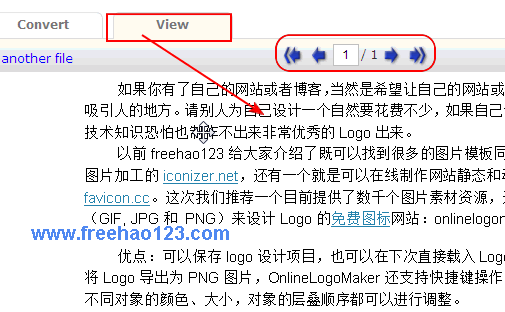 Convert
View
another file
1 / 1
如果你有了自己的网站或者博客,当然是希望让自己的网站或
吸引人的地方。请别人为自己设计一个自然要花费不少，如果自己
技术知识恐怕也制作不出来非常优秀的 Logo 出来。
以前 freehao123 给大家介绍了既可以找到很多的图片模板同
图片加工的 iconizer.net，还有一个就是可以在线制作网站静态和
favicon.cc。这次我们推荐一个目前提供了数千个图片素材资源，
（GIF, JPG 和 PNG）来设计 Logo 的免费图标网站：onlinelogor
www.freehao123.com
优点：可以保存 logo 设计项目，也可以在下次直接载入 Log
将 Logo 导出为 PNG 图片，OnlineLogoMaker 还支持快捷键操作
不同对象的颜色、大小，对象的层叠顺序都可以进行调整。